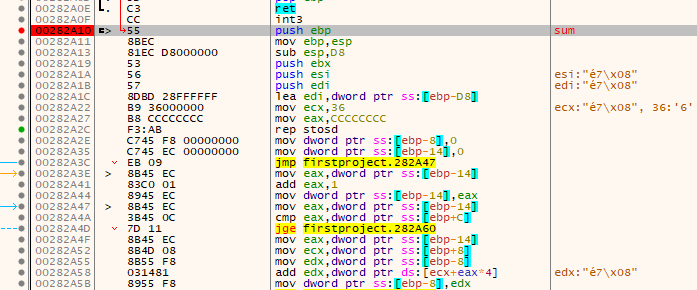 00282A0E C3 ret
00282A0F CC int3
00282A10 55 push ebp sum
00282A11 8BEC mov ebp,esp
00282A13 81EC D8000000 sub esp,D8
00282A19 53 push ebx
00282A1A 56 push esi esi:"é7\x08"
00282A1B 57 push edi edi:"é7\x08"
00282A1C 8DBD 28FFFFFF lea edi,dword ptr ss:[ebp-D8]
00282A22 B9 36000000 mov ecx,36 ecx:"é7\x08", 36:'6'
00282A27 B8 CCCCCCCC mov eax,CCCCCCCC
00282A2C F3:AB rep stosd
00282A2E C745 F8 00000000 mov dword ptr ss:[ebp-8],0
00282A35 C745 EC 00000000 mov dword ptr ss:[ebp-14],0
00282A3C EB 09 jmp firstproject.282A47
00282A3E 8B45 EC mov eax,dword ptr ss:[ebp-14]
00282A41 83C0 01 add eax,1
00282A44 8945 EC mov dword ptr ss:[ebp-14],eax
00282A47 8B45 EC mov eax,dword ptr ss:[ebp-14]
00282A4A 3B45 0C cmp eax,dword ptr ss:[ebp+C]
00282A4D 7D 11 jge firstproject.282A60
00282A4F 8B45 EC mov eax,dword ptr ss:[ebp-14]
00282A52 8B4D 08 mov ecx,dword ptr ss:[ebp+8]
00282A55 8B55 F8 mov edx,dword ptr ss:[ebp-8]
00282A58 031481 add edx,dword ptr ds:[ecx+eax*4] edx:"é7\x08"
00282A5B 8955 F8 mov dword ptr ss:[ebp-8],edx